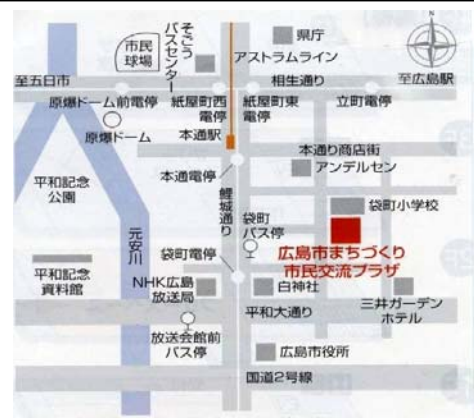 県庁
市民
球場
そごう
バスセンター
アストラムライン
至五日市
相生通り
至広島駅
原爆ドーム前電停
紙屋町西
電停
紙屋町東
電停
立町電停
原爆ドーム
本通駅
本通り商店街
アンデルセン
本通電停
平和記念
公園
鯉城通り
袋町
バス停
袋町小学校
元安川
広島市まちづくり
市民交流プラザ
袋町電停
平和記念
資料館
NHK広島
放送局
白神社
三井ガーデン
ホテル
平和大通り
放送会館前
バス停
広島市役所
国道2号線